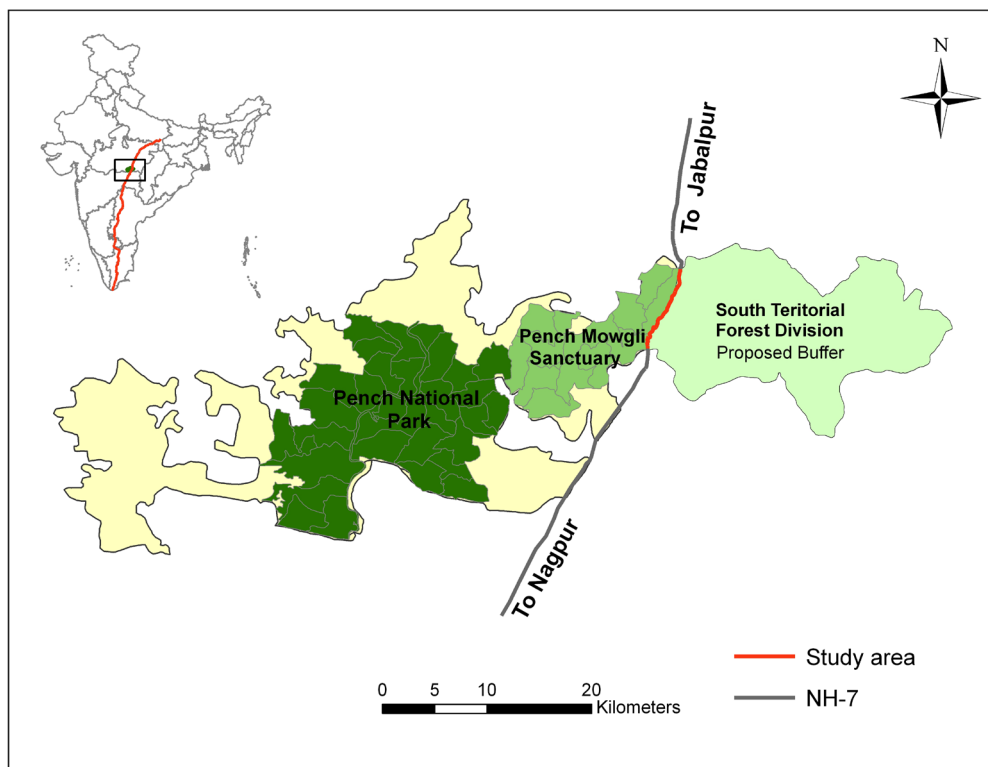 N
To Jabalpur
South Teritorial
Forest Division
Proposed Buffer
Pench Mowgli
Sanctuary
Pench National
Park
To Nagpur
Study area
NH-7
0 5 10 20
Kilometers